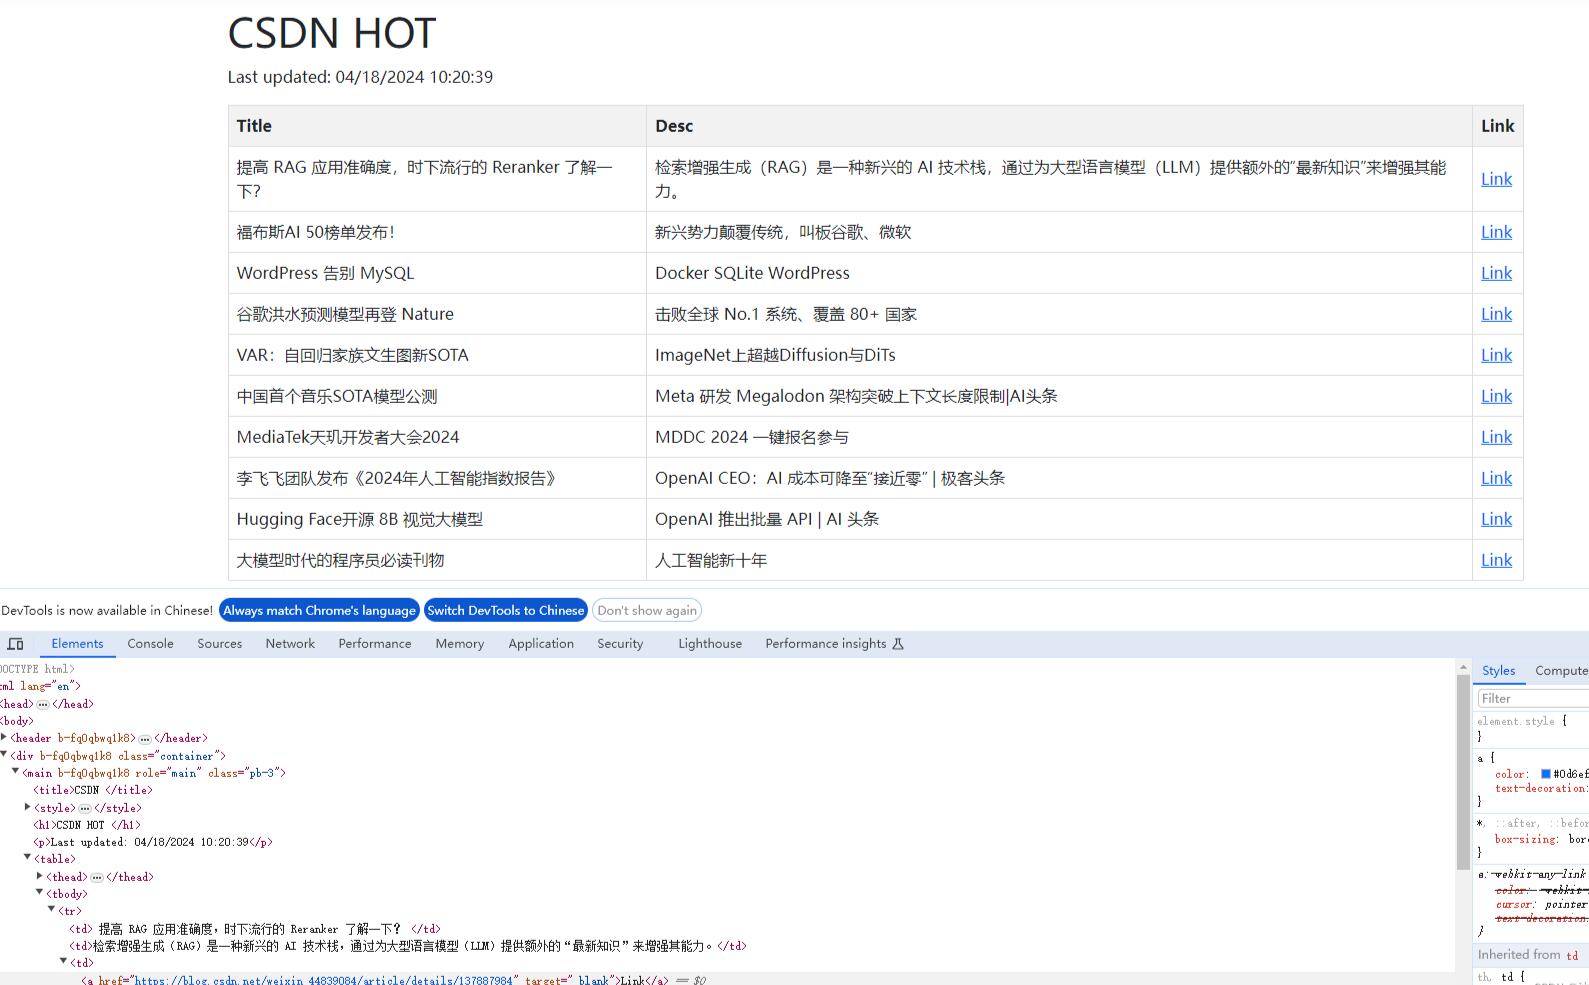 CSDN HOT
Last updated: 04/18/2024 10:20:39
Title Desc Link
提高 RAG 应用准确度，时下流行的 Reranker 了解一
下？
检索增强生成（RAG）是一种新兴的 AI 技术栈，通过为大型语言模型（LLM）提供额外的“最新知识”来增强其能
力。
Link
福布斯AI 50榜单发布！ 新兴势力颠覆传统，叫板谷歌、微软 Link
WordPress 告别 MySQL Docker SQLite WordPress Link
谷歌洪水预测模型再登 Nature 击败全球 No.1 系统、覆盖 80+ 国家 Link
VAR：自回归家族文生图新SOTA ImageNet上超越Diffusion与DiTs Link
中国首个音乐SOTA模型公测 Meta 研发 Megalodon 架构突破上下文长度限制|AI头条 Link
MediaTek天玑开发者大会2024 MDDC 2024 一键报名参与 Link
李飞飞团队发布《2024年人工智能指数报告》 OpenAI CEO：AI 成本可降至“接近零” | 极客头条 Link
Hugging Face开源 8B 视觉大模型 OpenAI 推出批量 API | AI 头条 Link
大模型时代的程序员必读刊物 人工智能新十年 Link
DevTools is now available in Chinese! Always match Chrome's language Switch DevTools to Chinese Don't show again
Elements Console Sources Network Performance Memory Application Security Lighthouse Performance insights
OCTYPE html>
ml lang="en">
<head> … </head>
<body>
<header b-fq0qbwq1k8> … </header>
<div b-fq0qbwq1k8 class="container">
<main b-fq0qbwq1k8 role="main" class="pb-3">
<title>CSDN </title>
<style> … </style>
<h1>CSDN HOT </h1>
<p>Last updated: 04/18/2024 10:20:39</p>
<table>
<thead> … </thead>
<tbody>
<tr>
<td> 提高 RAG 应用准确度，时下流行的 Reranker 了解一下？ </td>
<td>检索增强生成（RAG）是一种新兴的 AI 技术栈，通过为大型语言模型（LLM）提供额外的“最新知识”来增强其能力。</td>
<td>
<a href="https://blog.csdn.net/weixin_44839084/article/details/137887984" target="_blank">Link</a> == $0
Styles Compute
Filter
element.style {
}
a {
color: #0d6ef
text-decoration:
}
*, ::after, ::befor
box-sizing: bor
}
a:-webkit-any-link
color: -webkit-
cursor: pointer
text-decoration:
}
Inherited from td
th, td {